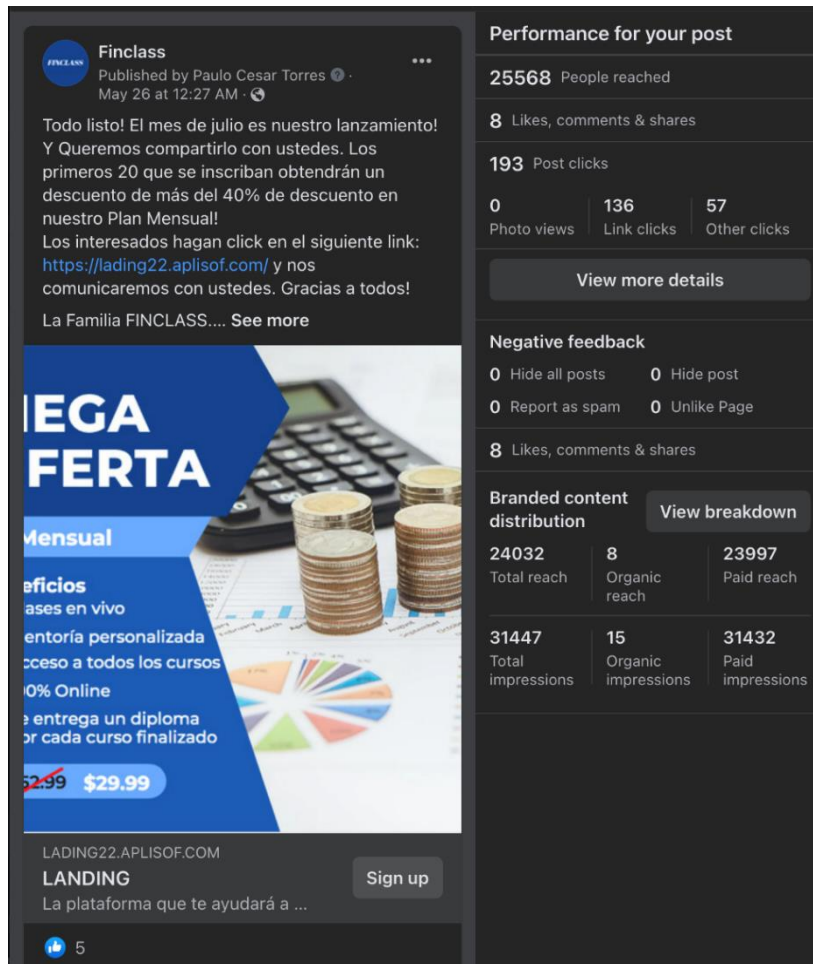 FINCLASS
Finclass
Published by Paulo Cesar Torres ·
May 26 at 12:27 AM ·
Todo listo! El mes de julio es nuestro lanzamiento!
Y Queremos compartirlo con ustedes. Los
primeros 20 que se inscriban obtendrán un
descuento de más del 40% de descuento en
nuestro Plan Mensual!
Los interesados hagan click en el siguiente link:
https://lading22.aplisof.com/ y nos
comunicaremos con ustedes. Gracias a todos!
La Familia FINCLASS.... See more
IEGA
FERTA
Mensual
eficios
ases en vivo
entoría personalizada
cceso a todos los cursos
0% Online
e entrega un diploma
or cada curso finalizado
52.99 $29.99
LADING22.APLISOF.COM
LANDING
La plataforma que te ayudará a ...
Sign up
5
Performance for your post
25568 People reached
8 Likes, comments & shares
193 Post clicks
0 136 57
Photo views Link clicks Other clicks
View more details
Negative feedback
0 Hide all posts 0 Hide post
0 Report as spam 0 Unlike Page
8 Likes, comments & shares
Branded content
distribution
View breakdown
24032 8 23997
Total reach Organic reach Paid reach
31447 15 31432
Total impressions Organic impressions Paid impressions